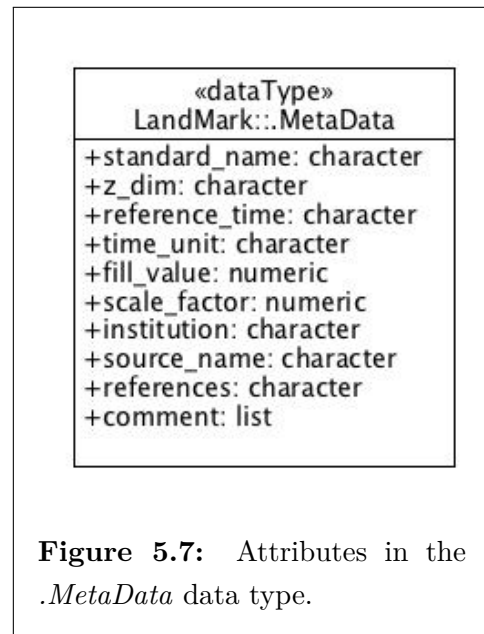 «dataType»
LandMark::.MetaData
+standard_name: character
+z_dim: character
+reference_time: character
+time_unit: character
+fill_value: numeric
+scale_factor: numeric
+institution: character
+source_name: character
+references: character
+comment: list
Figure 5.7: Attributes in the
.MetaData data type.